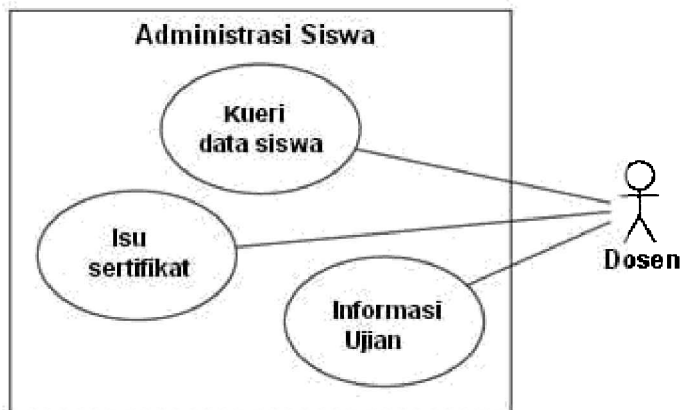 Administrasi Siswa
Kueri
data siswa
Isu
sertifikat
Informasi
Ujian
Dosen